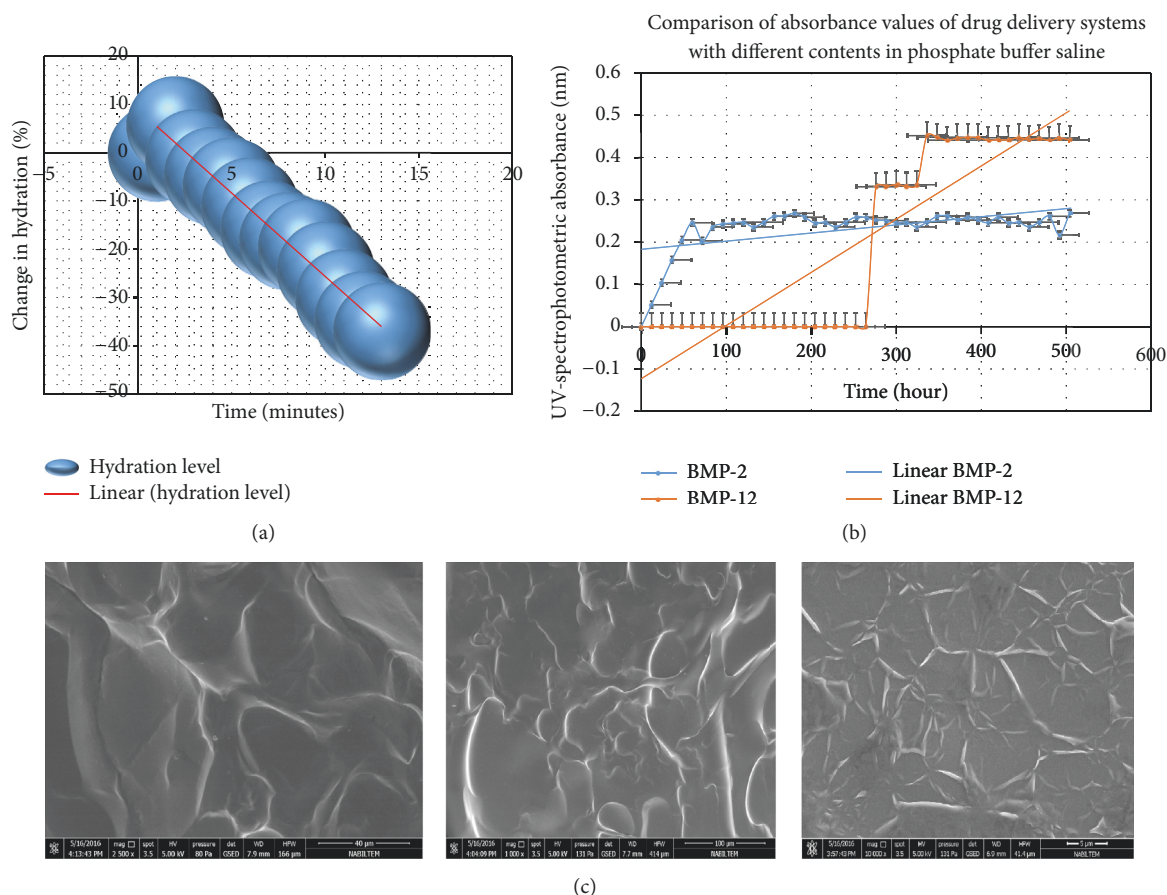 20
10
0
−10
−20
−30
−40
−50
−5 0 5 10 15 20
Change in hydration (%)
Time (minutes)
Hydration level
Linear (hydration level)
(a)
Comparison of absorbance values of drug delivery systems
with different contents in phosphate buffer saline
0.6
0.5
0.4
0.3
0.2
0.1
0
−0.1
−0.2
0 100 200 300 400 500 600
UV-spectrophotometric absorbance (nm)
Time (hour)
BMP-2 Linear BMP-2
BMP-12 Linear BMP-12
(b)
5/16/2016 mag spot HV pressure det WD HFW 40 µm
4:13:43 PM 2 500 x 3.5 5.00 kV 80 Pa GSED 7.9 mm 166 µm NABILTEM
5/16/2016 mag spot HV pressure det WD HFW 100 µm
4:04:09 PM 1 000 x 3.5 5.00 kV 131 Pa GSED 7.7 mm 414 µm NABILTEM
5/16/2016 mag spot HV pressure det WD HFW 5 µm
3:57:43 PM 10 000 x 3.5 5.00 kV 131 Pa GSED 6.9 mm 41.4 µm NABILTEM
(c)